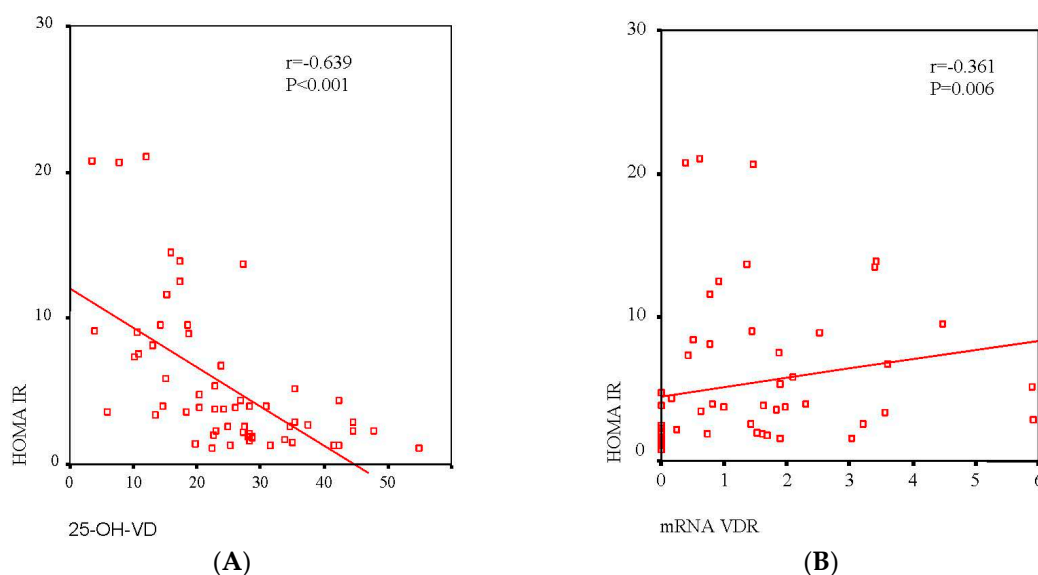 30
r=-0.639
P<0.001
20
10
HOMA IR
0
0 10 20 30 40 50
25-OH-VD
(A)
30
r=-0.361
P=0.006
20
10
HOMA IR
0
0 1 2 3 4 5 6
mRNA VDR
(B)